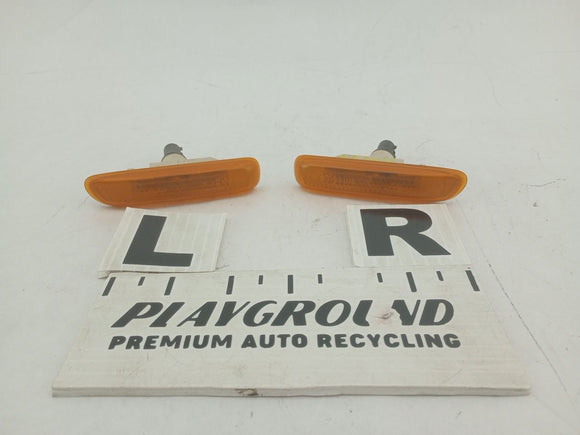 L R
PLAYGROUND
PREMIUM AUTO RECYCLING